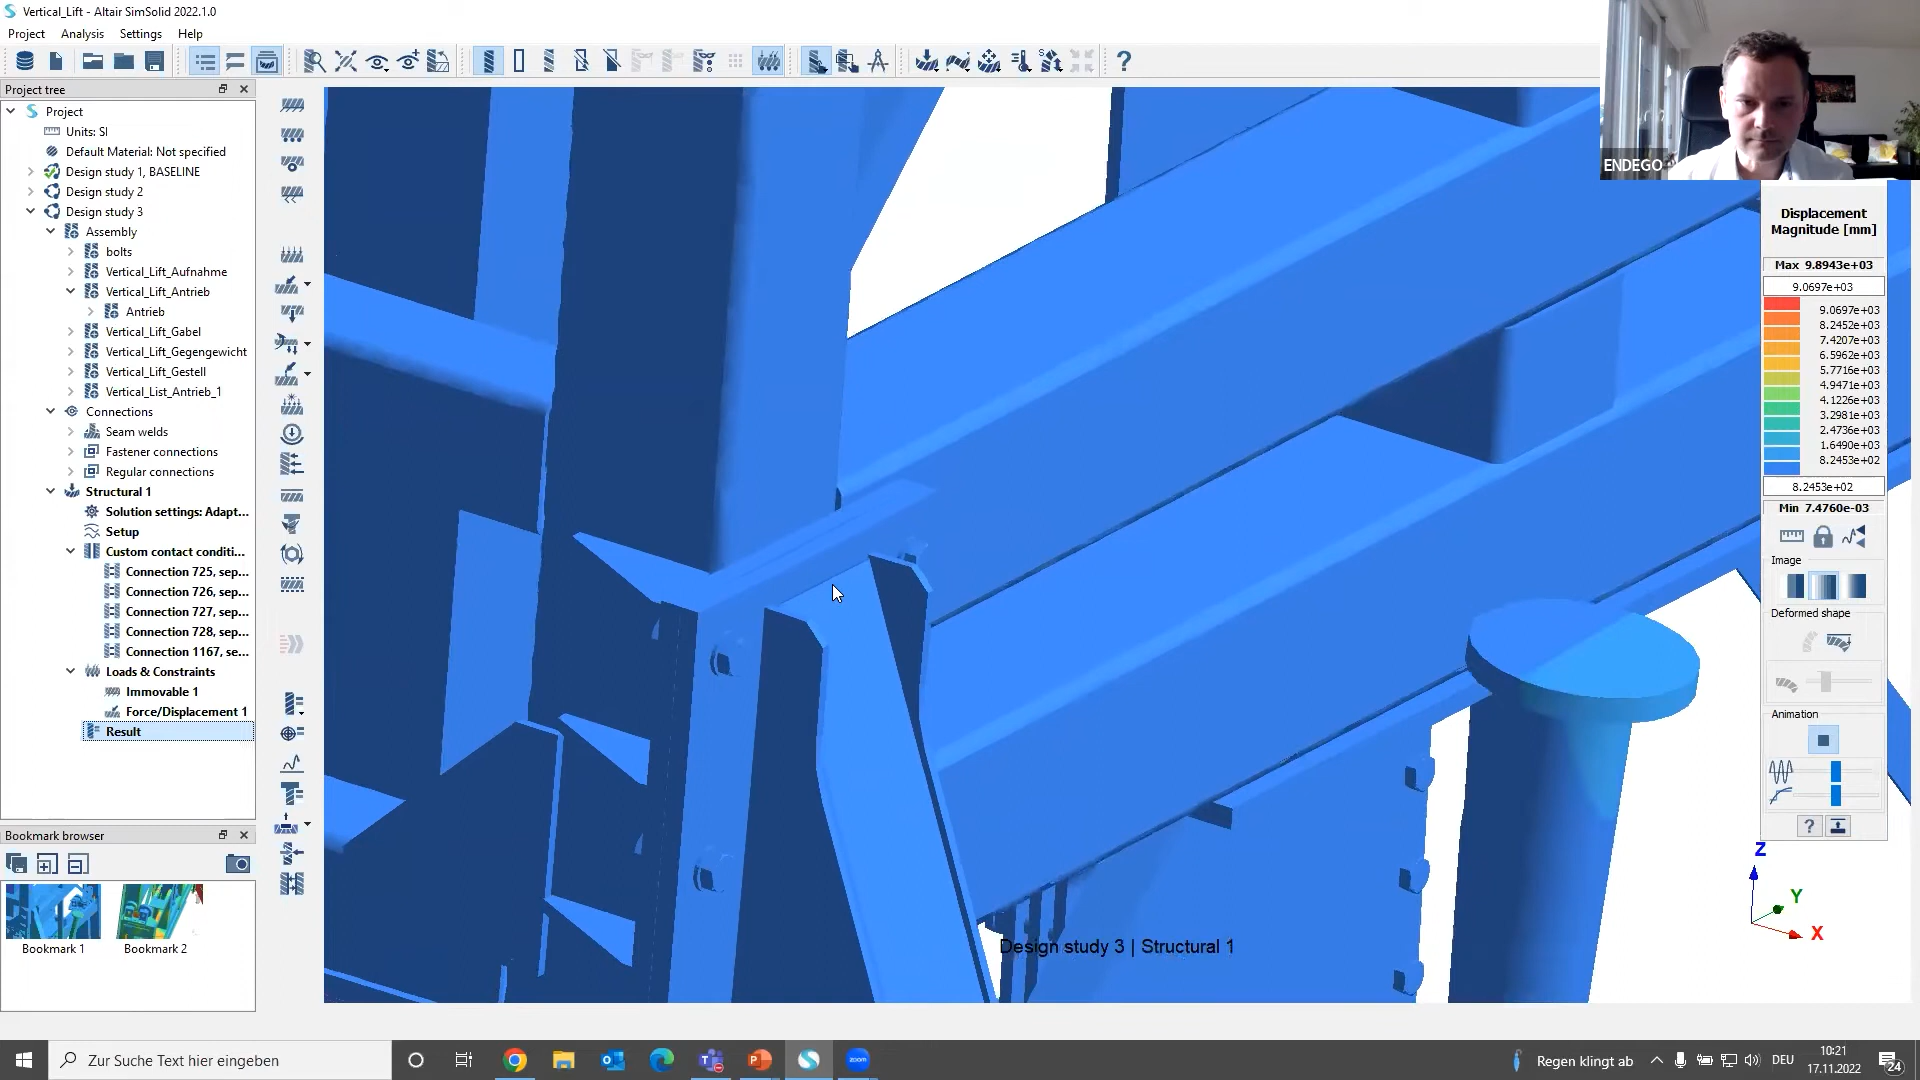 Vertical_Lift - Altair SimSolid 2022.1.0
Project Analysis Settings Help
Project tree
Project
Units: SI
Default Material: Not specified
Design study 1, BASELINE
Design study 2
Design study 3
Assembly
bolts
Vertical_Lift_Aufnahme
Vertical_Lift_Antrieb
Antrieb
Vertical_Lift_Gabel
Vertical_Lift_Gegengewicht
Vertical_Lift_Gestell
Vertical_List_Antrieb_1
Connections
Seam welds
Fastener connections
Regular connections
Structural 1
Solution settings: Adapt...
Setup
Custom contact conditi...
Connection 725, sep...
Connection 726, sep...
Connection 727, sep...
Connection 728, sep...
Connection 1167, se...
Loads & Constraints
Immovable 1
Force/Displacement 1
Result
Bookmark browser
Bookmark 1
Bookmark 2
ENDEGO
Displacement
Magnitude [mm]
Max 9.8943e+03
9.0697e+03
9.0697e+03
8.2452e+03
7.4207e+03
6.5962e+03
5.7716e+03
4.9471e+03
4.1226e+03
3.2981e+03
2.4736e+03
1.6490e+03
8.2453e+02
8.2453e+02
Min 7.4760e-03
Image
Deformed shape
Animation
?
Z
Y
X
Design study 3 | Structural 1
Zur Suche Text hier eingeben
zoom
Regen klingt ab
DEU
10:21
17.11.2022
24